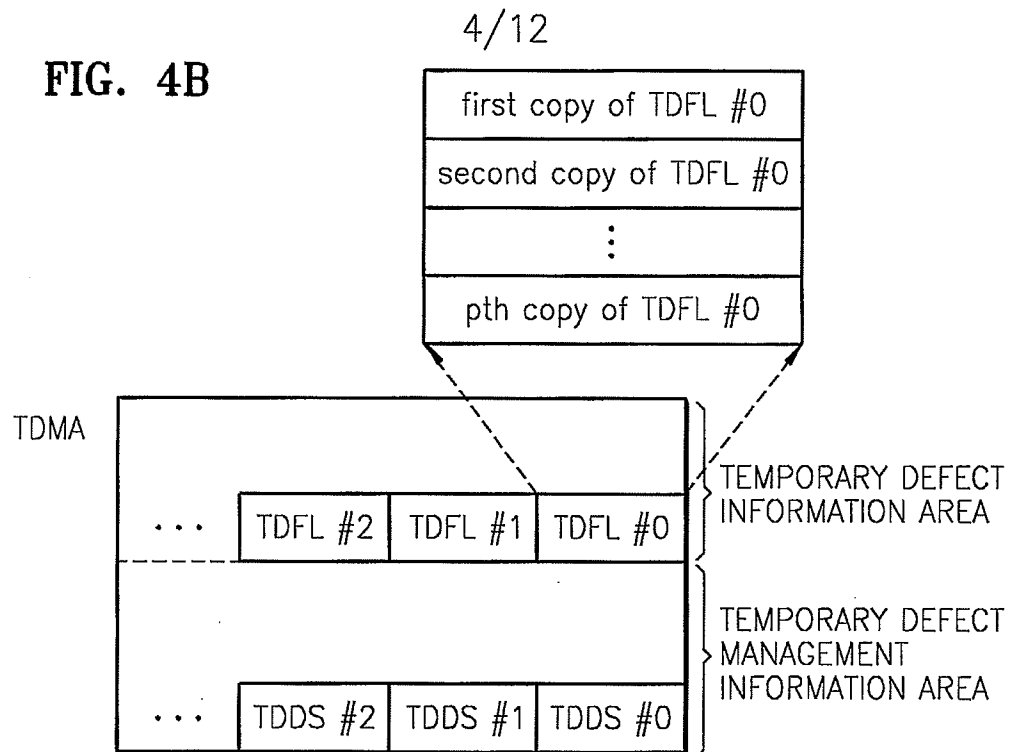 4/12
FIG. 4B
first copy of TDFL #0
second copy of TDFL #0
⋮
pth copy of TDFL #0
TDMA
TEMPORARY DEFECT
INFORMATION AREA
... TDFL #2 TDFL #1 TDFL #0
TEMPORARY DEFECT
MANAGEMENT
INFORMATION AREA
... TDDS #2 TDDS #1 TDDS #0